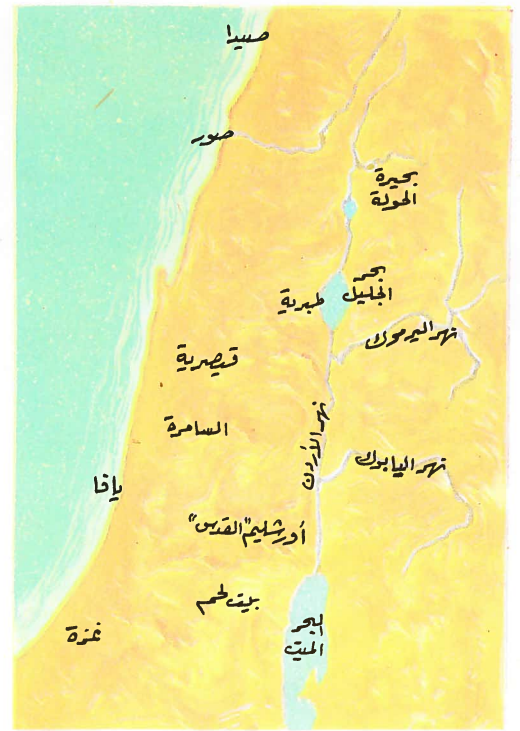 صيدا
صور
بحيرة
الحولة
بحر
الجليل
طبرية
نهر اليرموك
قيصرية
السامرة
نهر الأردن
نهر اليابوك
يافا
أورشليم "القدس"
بيت لحم
غزة
البحر
الميت